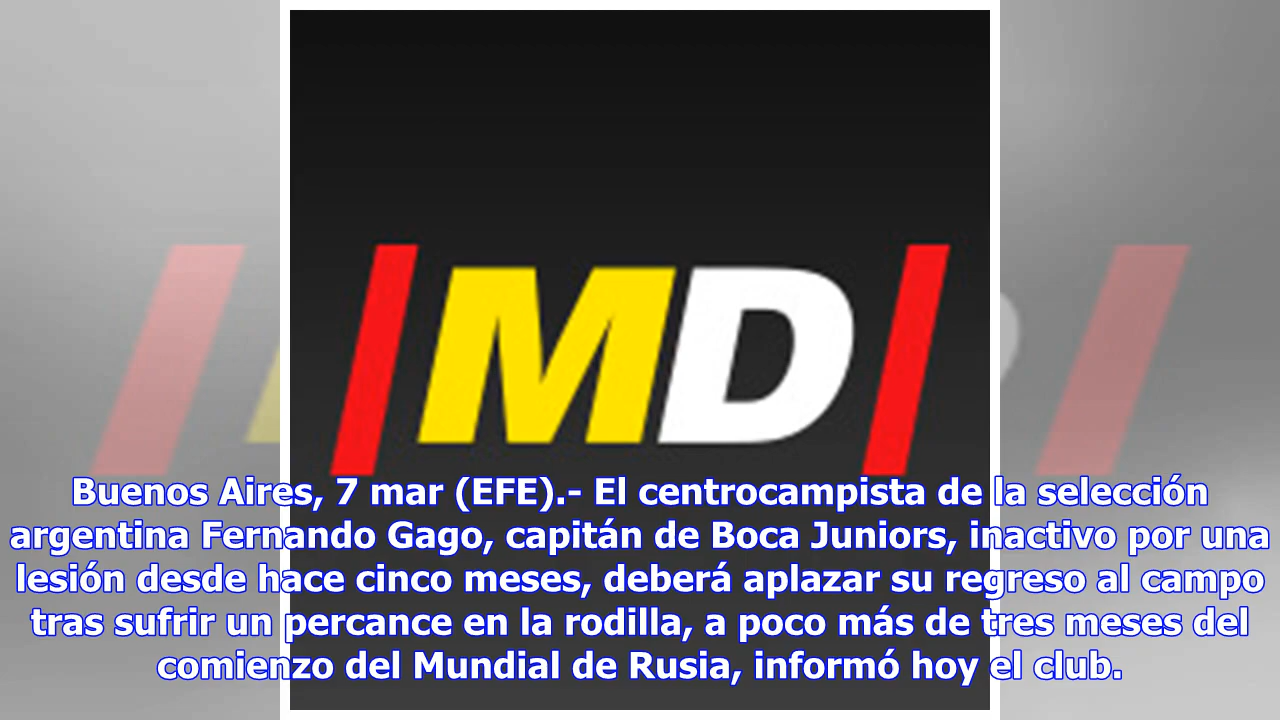 MD
Buenos Aires, 7 mar (EFE).- El centrocampista de la selección
argentina Fernando Gago, capitán de Boca Juniors, inactivo por una
lesión desde hace cinco meses, deberá aplazar su regreso al campo
tras sufrir un percance en la rodilla, a poco más de tres meses del
comienzo del Mundial de Rusia, informó hoy el club.